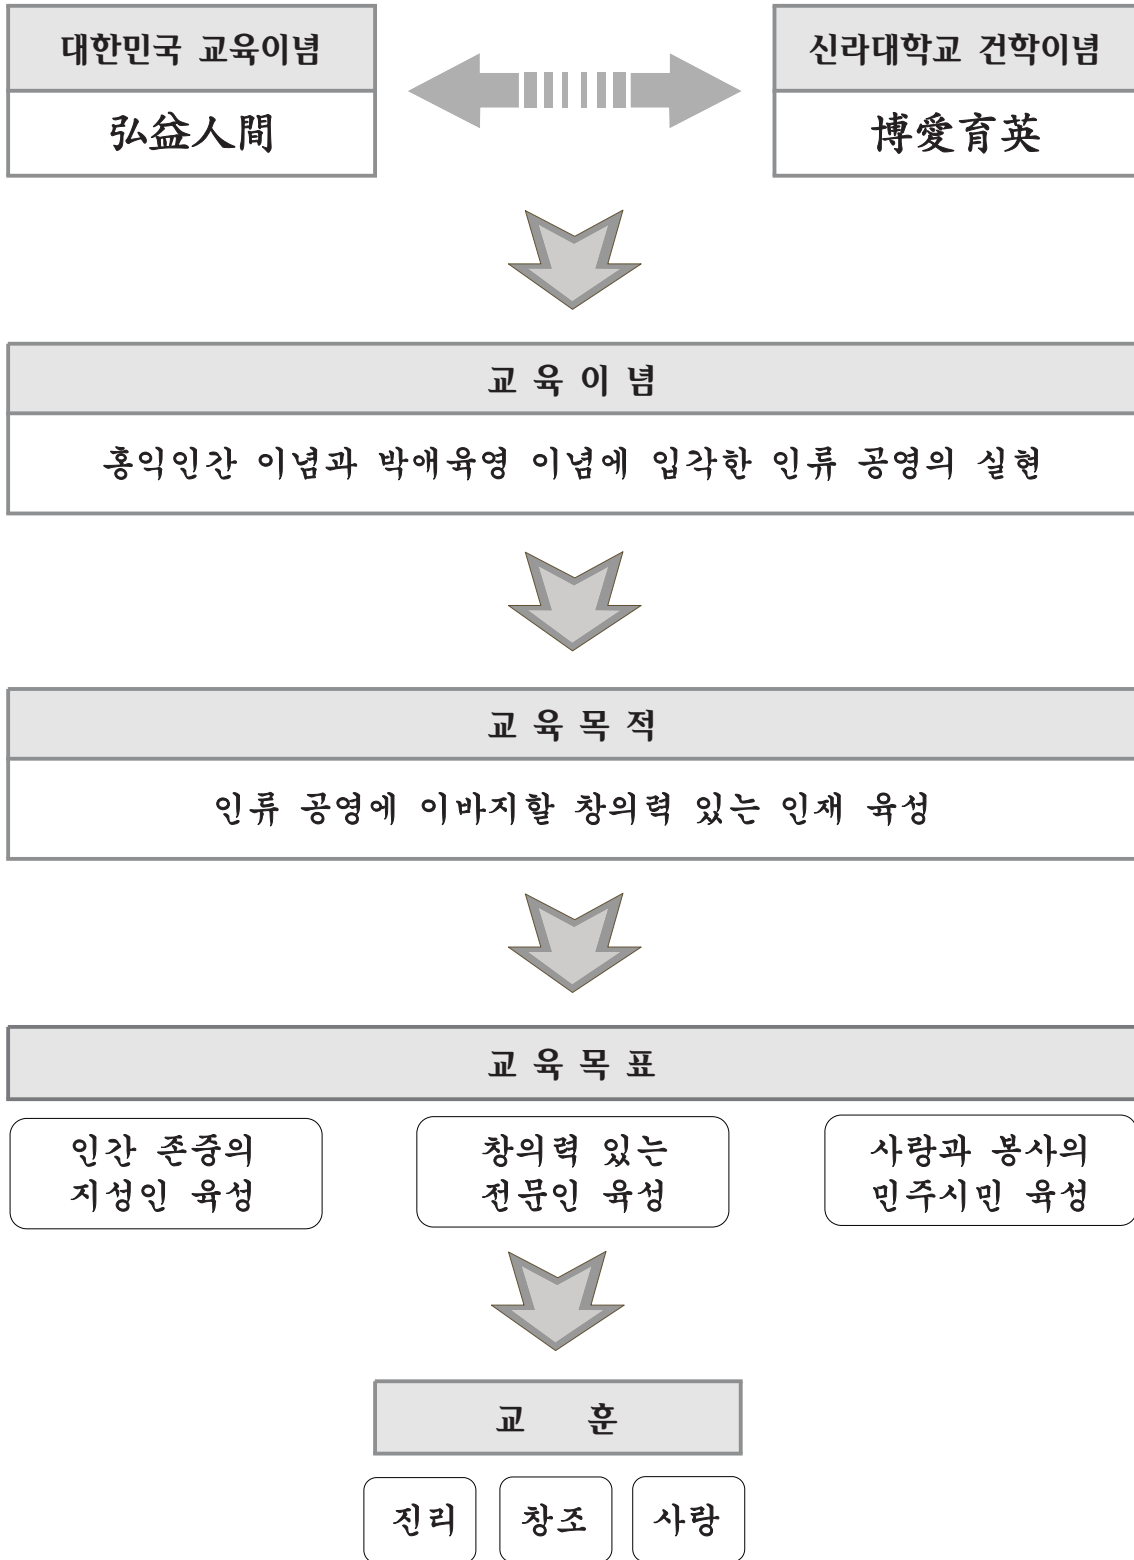 대한민국 교육이념
신라대학교 건학이념
弘益人間
博愛育英
교육이념
홍익인간 이념과 박애육영 이념에 입각한 인류 공영의 실현
교육목적
인류 공영에 이바지할 창의력 있는 인재 육성
교육목표
인간 존중의
지성인 육성
창의력 있는
전문인 육성
사랑과 봉사의
민주시민 육성
교 훈
진리
창조
사랑